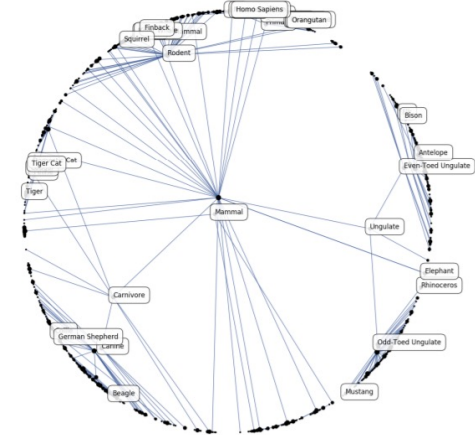 Homo Sapiens
Orangutan
Finback
Squirrel
Rodent
Bison
Antelope
Even-Toed Ungulate
Tiger Cat
Tiger
Mammal
Ungulate
Elephant
Rhinoceros
Carnivore
German Shepherd
Canine
Odd-Toed Ungulate
Beagle
Mustang